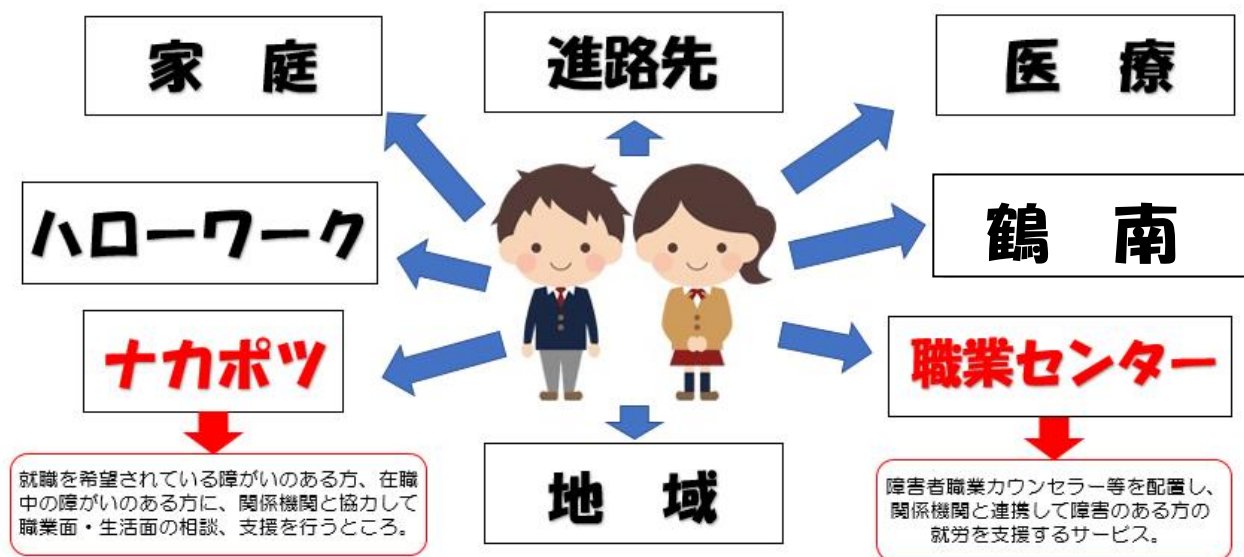 家　庭
進路先
医　療
ハローワーク
鶴　南
ナカポツ
職業センター
就職を希望されている障がいのある方、在職
中の障がいのある方に、関係機関と協力して
職業面・生活面の相談、支援を行うところ。
地　域
障害者職業カウンセラー等を配置し、
関係機関と連携して障害のある方の
就労を支援するサービス。